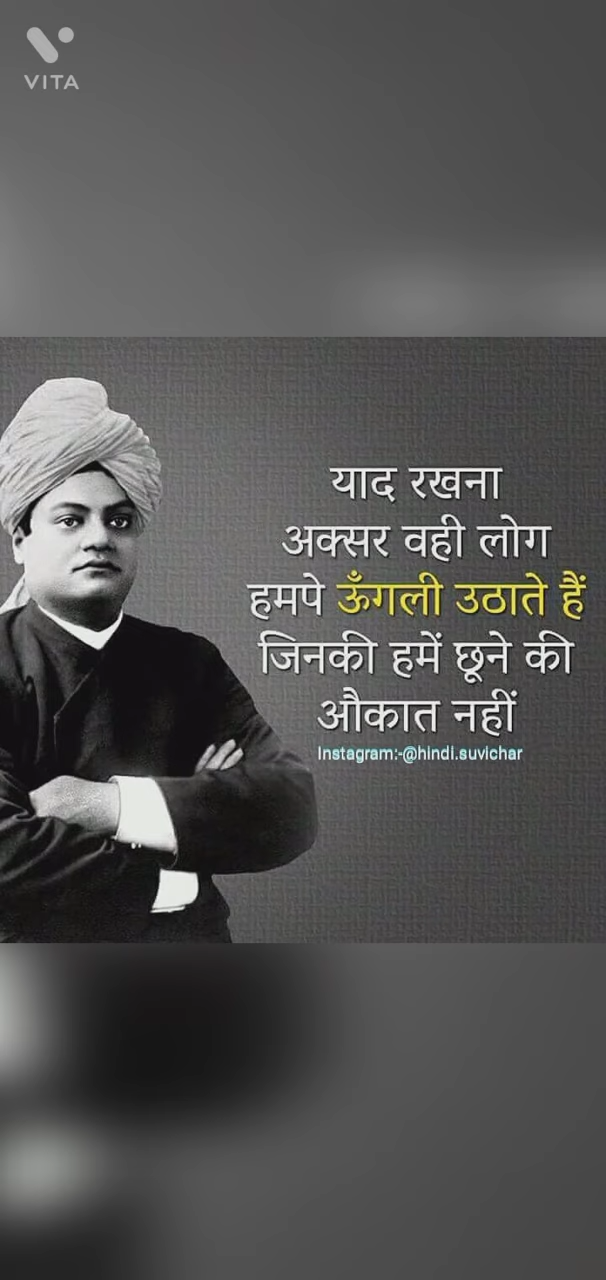 VITA
याद रखना
अक्सर वही लोग
हमपे ऊँगली उठाते हैं
जिनकी हमें छूने की
औकात नहीं
Instagram:-@hindi.suvichar